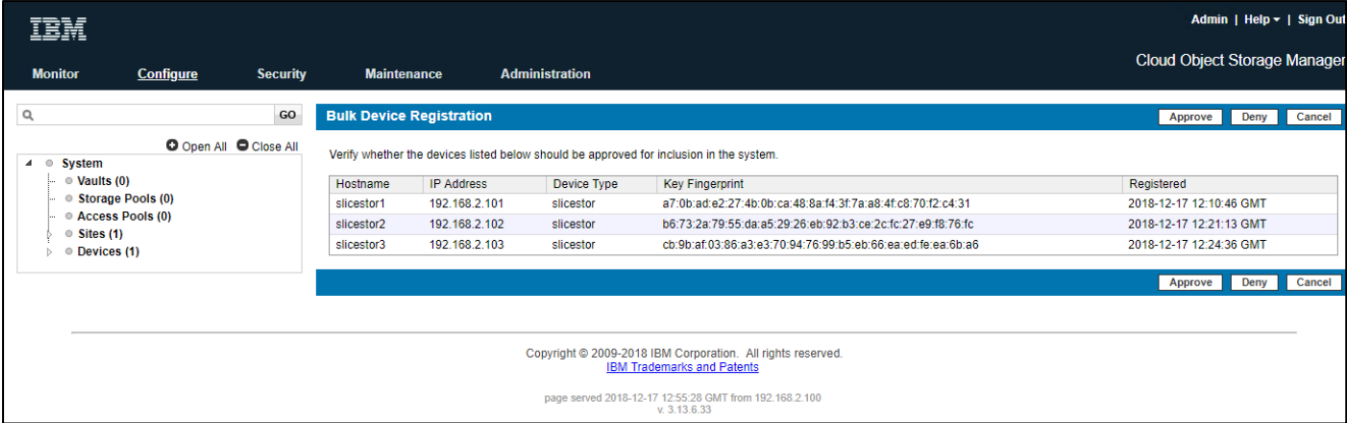 IBM
Admin | Help | Sign Out
Cloud Object Storage Manager
Monitor Configure Security Maintenance Administration
GO
Open All Close All
System
Vaults (0)
Storage Pools (0)
Access Pools (0)
Sites (1)
Devices (1)
Bulk Device Registration Approve Deny Cancel
Verify whether the devices listed below should be approved for inclusion in the system.
Hostname IP Address Device Type Key Fingerprint Registered
slicestor1 192.168.2.101 slicestor a7:0b:ad:e2:27:4b:0b:ca:48:8a:f4:3f:7a:a8:4f:c8:70:f2:c4:31 2018-12-17 12:10:46 GMT
slicestor2 192.168.2.102 slicestor b6:73:2a:79:55:da:a5:29:26:eb:92:b3:ce:2c:fc:27:e9:f8:76:fc 2018-12-17 12:21:13 GMT
slicestor3 192.168.2.103 slicestor cb:9b:af:03:86:a3:e3:70:94:76:99:b5:eb:66:ea:ed:fe:ea:6b:a6 2018-12-17 12:24:36 GMT
Approve Deny Cancel
Copyright © 2009-2018 IBM Corporation. All rights reserved.
IBM Trademarks and Patents
page served 2018-12-17 12:55:28 GMT from 192.168.2.100
v. 3.13.6.33